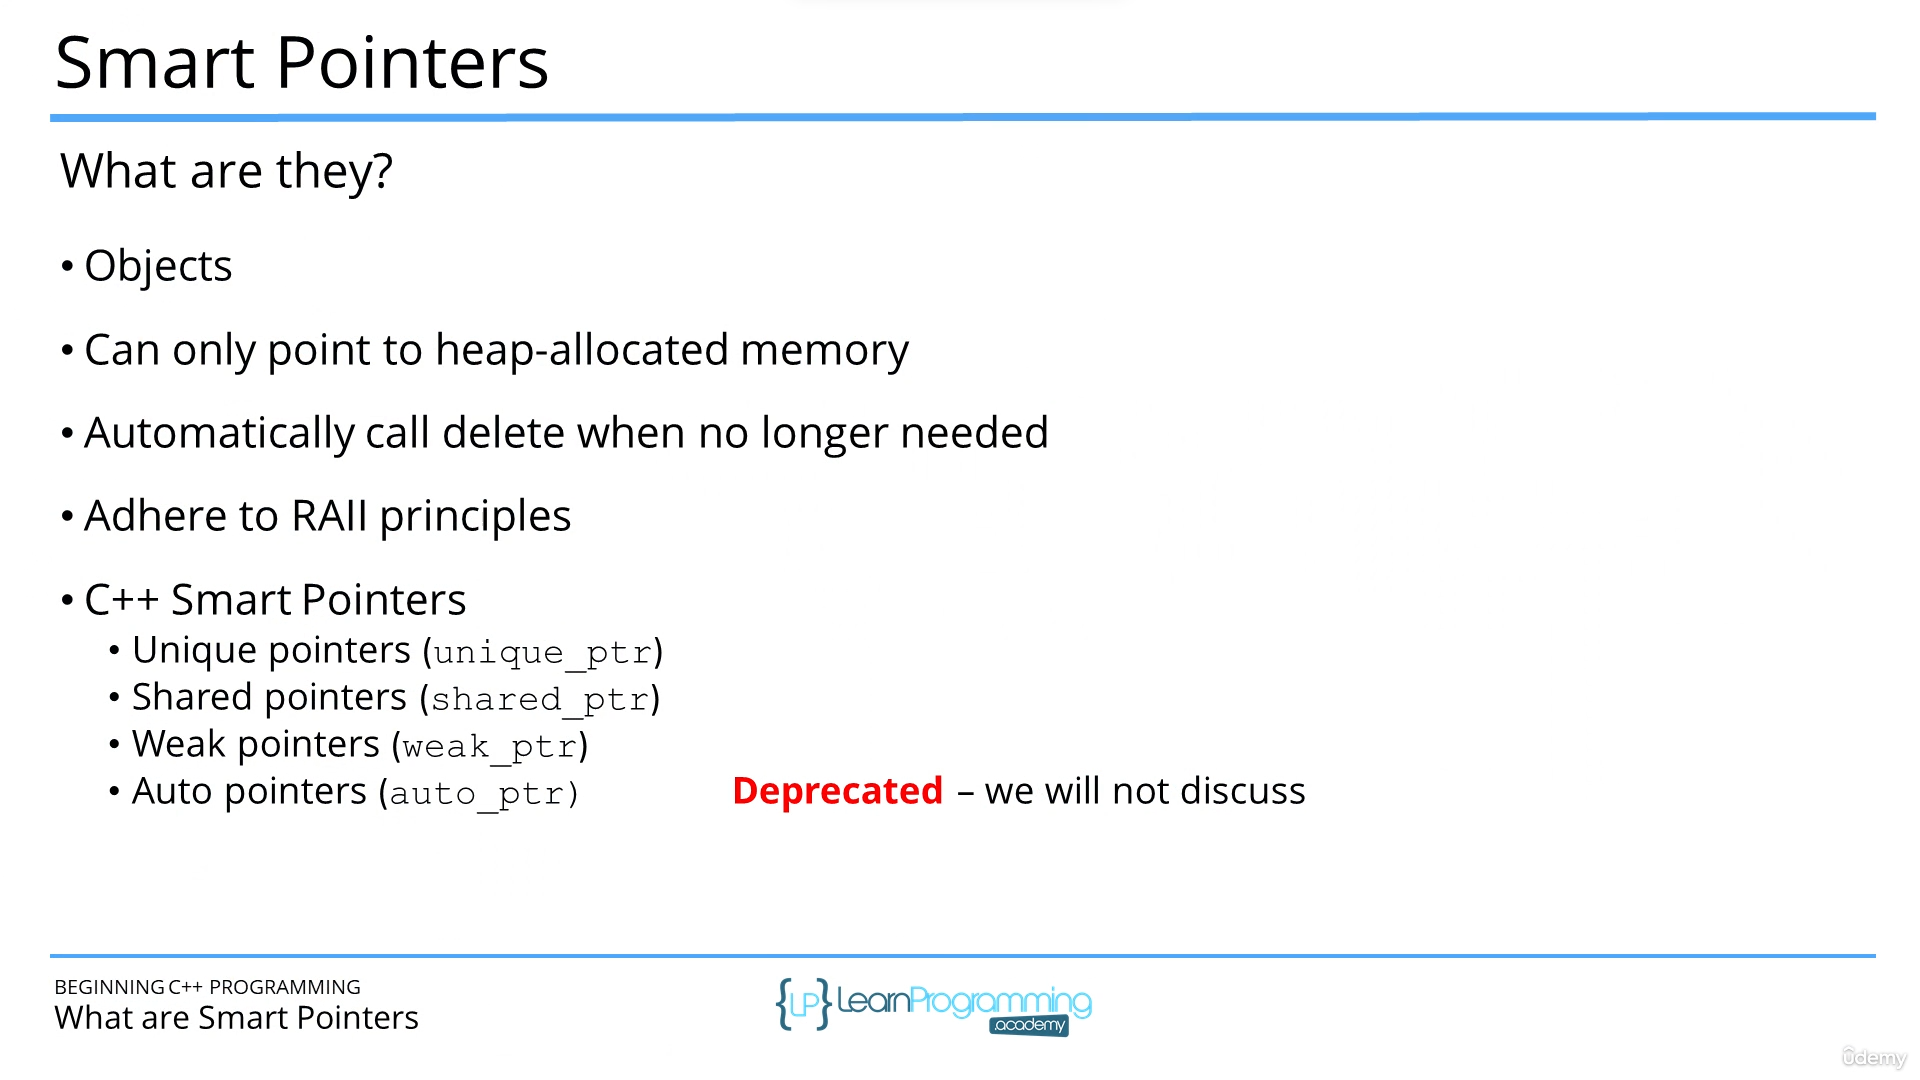 Smart Pointers
What are they?
• Objects
• Can only point to heap-allocated memory
• Automatically call delete when no longer needed
• Adhere to RAII principles
• C++ Smart Pointers
• Unique pointers (unique_ptr)
• Shared pointers (shared_ptr)
• Weak pointers (weak_ptr)
• Auto pointers (auto_ptr) Deprecated – we will not discuss
BEGINNING C++ PROGRAMMING
What are Smart Pointers
{LP} LearnProgramming
.academy
ûdemy